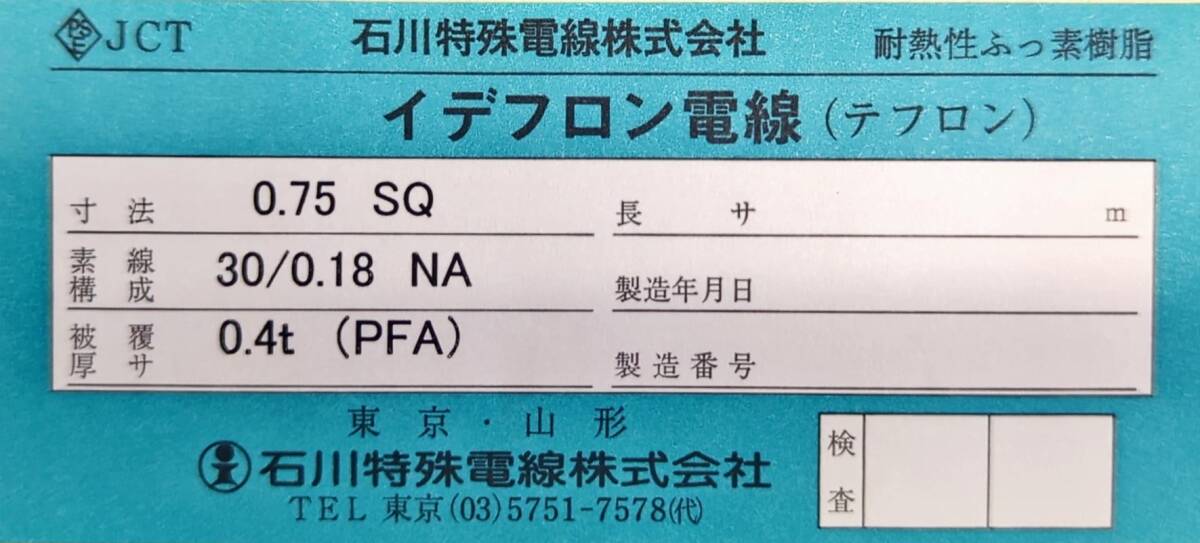 PSE JCT 石川特殊電線株式会社 耐熱性ふっ素樹脂
イデフロン電線(テフロン)
寸法 0.75 SQ
長サ m
素線構成 30/0.18 NA
製造年月日
被覆厚サ 0.4t (PFA)
製造番号
東京・山形
石川特殊電線株式会社
TEL 東京(03)5751-7578(代)
検査